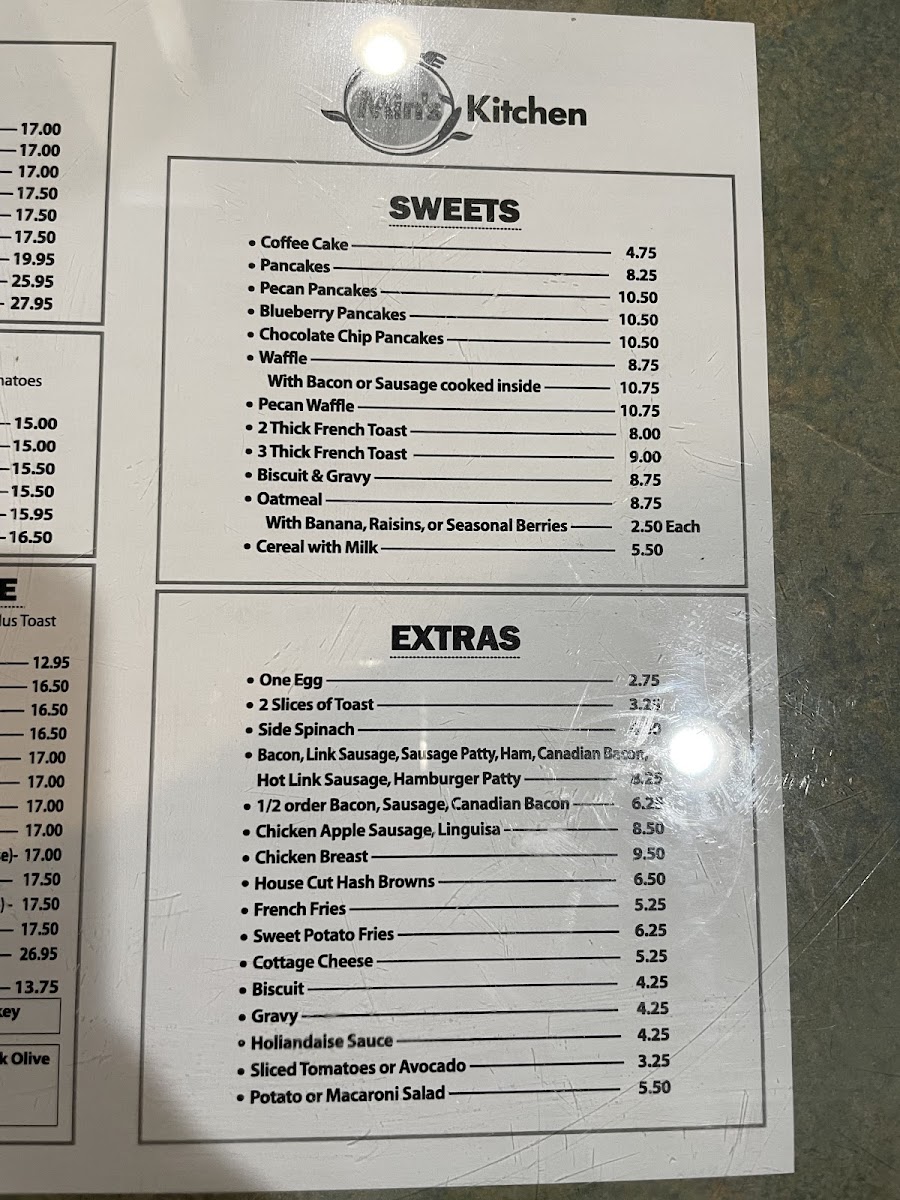 17.00
17.00
17.00
17.50
17.50
17.50
19.95
25.95
27.95
15.00
15.00
15.50
15.50
15.95
16.50
E
Toast
12.95
16.50
16.50
16.50
17.00
17.00
17.00
17.00
17.00
17.50
17.50
17.50
26.95
13.75
Olive
Min's Kitchen
SWEETS
• Coffee Cake 4.75
• Pancakes 8.25
• Pecan Pancakes 10.50
• Blueberry Pancakes 10.50
• Chocolate Chip Pancakes 10.50
• Waffle 8.75
With Bacon or Sausage cooked inside 10.75
• Pecan Waffle 10.75
• 2 Thick French Toast 8.00
• 3 Thick French Toast 9.00
• Biscuit & Gravy 8.75
• Oatmeal 8.75
With Banana, Raisins, or Seasonal Berries 2.50 Each
• Cereal with Milk 5.50
EXTRAS
• One Egg 2.75
• 2 Slices of Toast
• Side Spinach
• Bacon, Link Sausage, Sausage Patty, Ham, Canadian Bacon,
Hot Link Sausage, Hamburger Patty
• 1/2 order Bacon, Sausage, Canadian Bacon 6.25
• Chicken Apple Sausage, Linguisa 8.50
• Chicken Breast 9.50
• House Cut Hash Browns 6.50
• French Fries 5.25
• Sweet Potato Fries 6.25
• Cottage Cheese 5.25
• Biscuit 4.25
• Gravy 4.25
• Hollandaise Sauce 4.25
• Sliced Tomatoes or Avocado 3.25
• Potato or Macaroni Salad 5.50